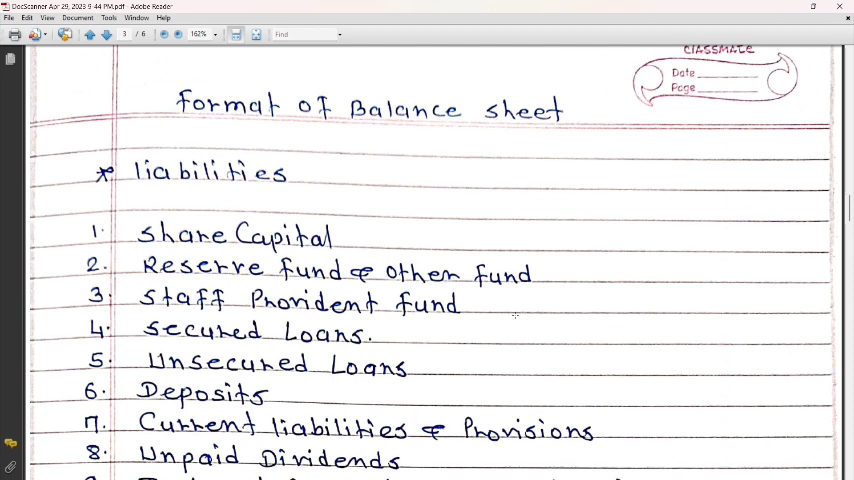 DocScanner Apr 29, 2023 9-44 PM.pdf - Adobe Reader
File Edit View Document Tools Window Help
3 / 6 162% Find
CLASSMATE
Date
Page
Format of Balance sheet
* liabilities
1. Share Capital
2. Reserve fund & other fund
3. Staff Provident fund
4. Secured Loans.
5. Unsecured Loans
6. Deposits
7. Current liabilities & Provisions
8. Unpaid Dividends